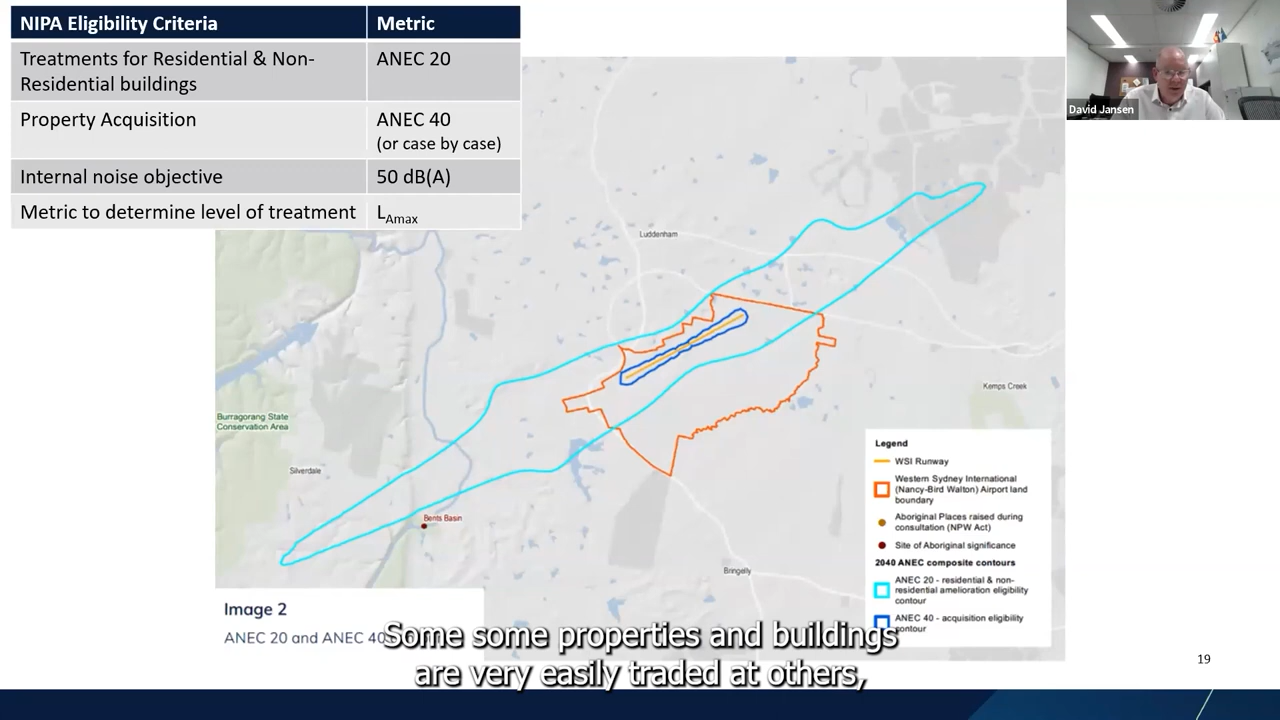 NIPA Eligibility Criteria Metric
Treatments for Residential & Non-
Residential buildings
ANEC 20
Property Acquisition
ANEC 40
(or case by case)
Internal noise objective 50 dB(A)
Metric to determine level of treatment LAmax
David Jansen
Luddenham
Kemps Creek
Burragorang State
Conservation Area
Silverdale
Bents Basin
Bringelly
Legend
WSI Runway
Western Sydney International
(Nancy-Bird Walton) Airport land
boundary
Aboriginal Places raised during
consultation (NPW Act)
Site of Aboriginal significance
2040 ANEC composite contours
ANEC 20 - residential & non-
residential amelioration eligibility
contour
ANEC 40 - acquisition eligibility
contour
Image 2
ANEC 20 and ANEC 40
Some some properties and buildings
are very easily traded at others,
19